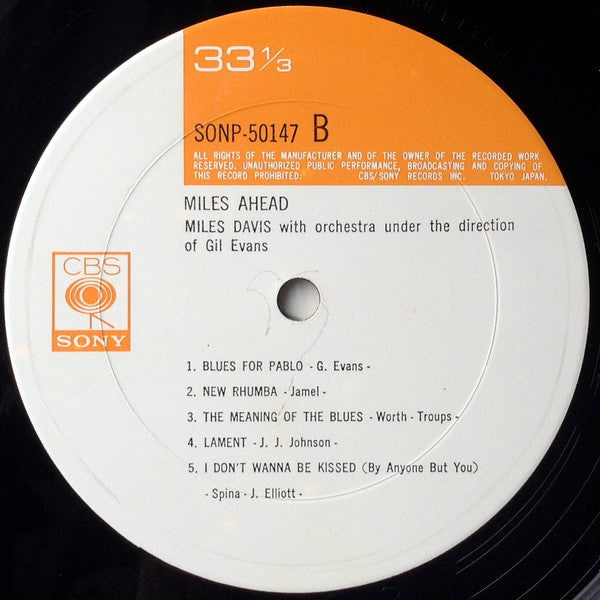 33 1/3
SONP-50147 B
ALL RIGHTS OF THE MANUFACTURER AND OF THE OWNER OF THE RECORDED WORK
RESERVED. UNAUTHORIZED PUBLIC PERFORMANCE, BROADCASTING AND COPYING OF
THIS RECORD PROHIBITED. CBS/SONY RECORDS INC. TOKYO JAPAN.
MILES AHEAD
MILES DAVIS with orchestra under the direction
of Gil Evans
CBS
SONY
1. BLUES FOR PABLO - G. Evans -
2. NEW RHUMBA - Jamel -
3. THE MEANING OF THE BLUES - Worth - Troups -
4. LAMENT - J. J. Johnson -
5. I DON'T WANNA BE KISSED (By Anyone But You)
- Spina - J. Elliott -